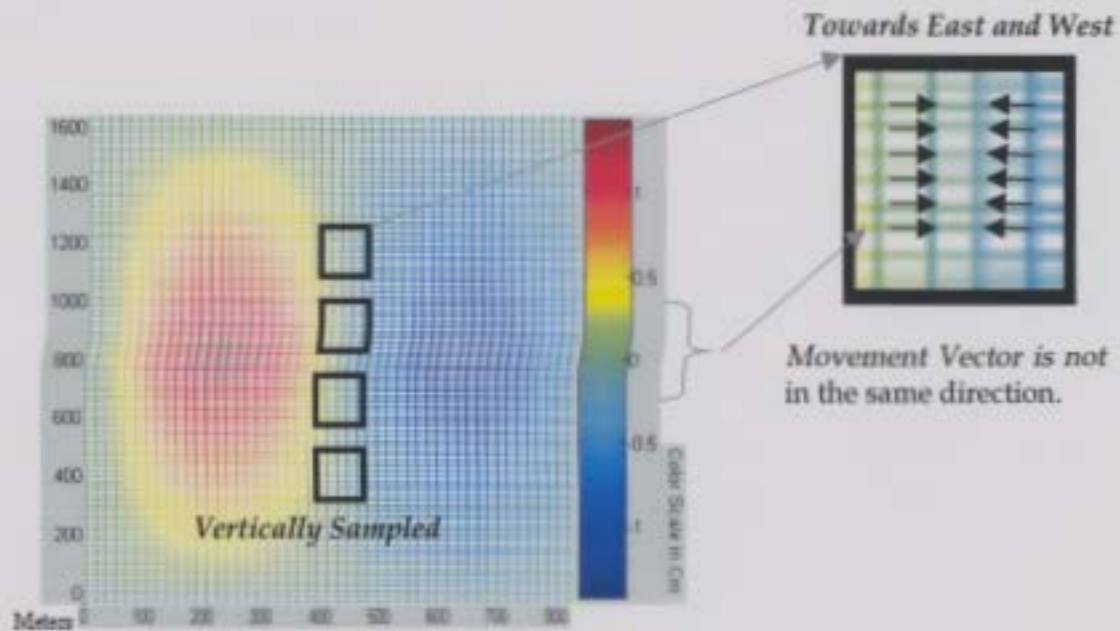 Towards East and West
1600
1400
1200
1000
800
600
400
200
0
Meters 0 100 200 300 400 500 600 700 800
1
0.5
0
0.5
1
Color Scale in Cm
Vertically Sampled
Movement Vector is not
in the same direction.